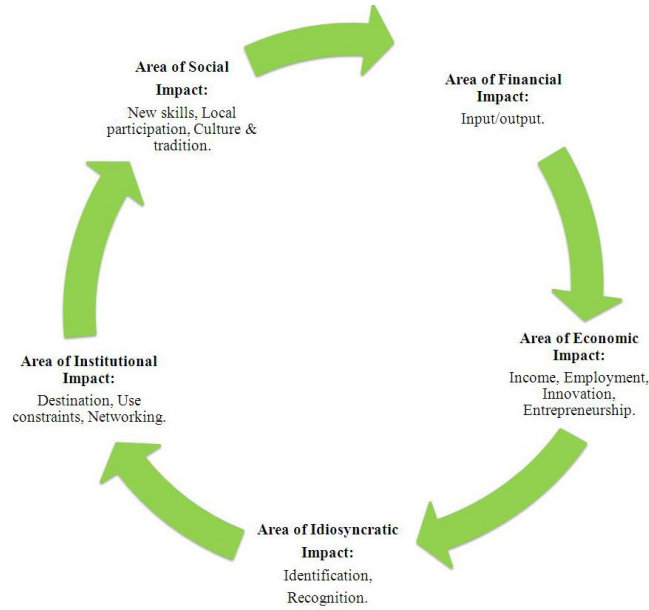 Area of Social
Impact:
New skills, Local
participation, Culture &
tradition.
Area of Financial
Impact:
Input/output.
Area of Economic
Impact:
Income, Employment,
Innovation,
Entrepreneurship.
Area of Idiosyncratic
Impact:
Identification,
Recognition.
Area of Institutional
Impact:
Destination, Use
constraints, Networking.